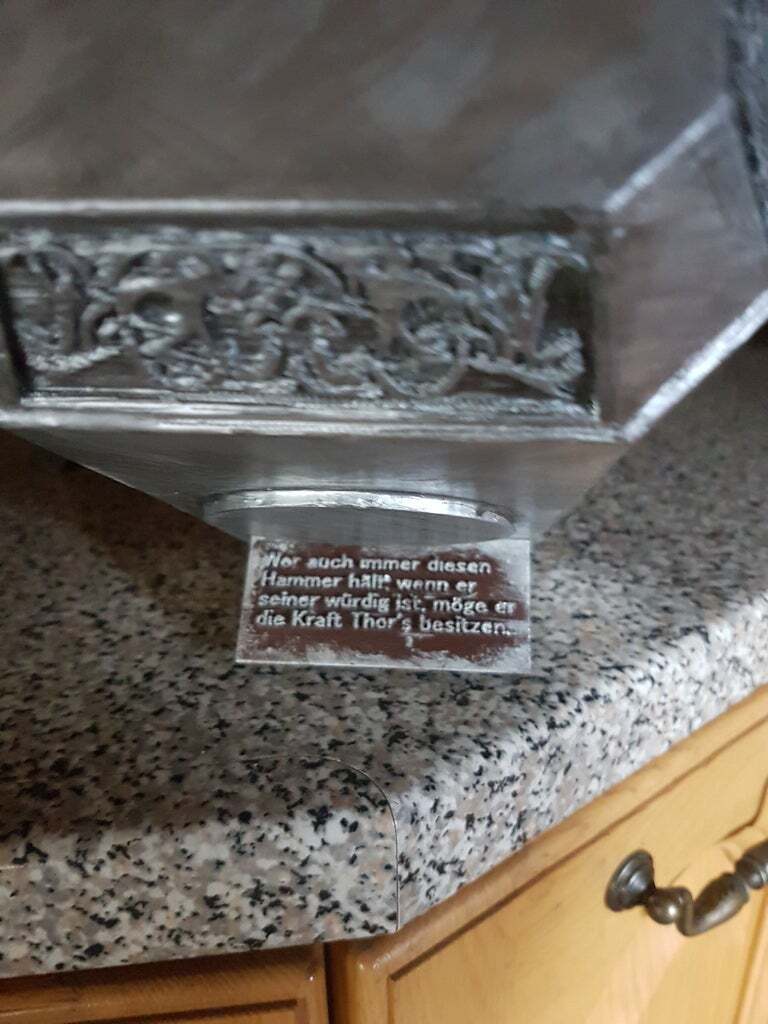 Wer auch immer diesen
Hammer hält, wenn er
seiner würdig ist, möge er
die Kraft Thor's besitzen.